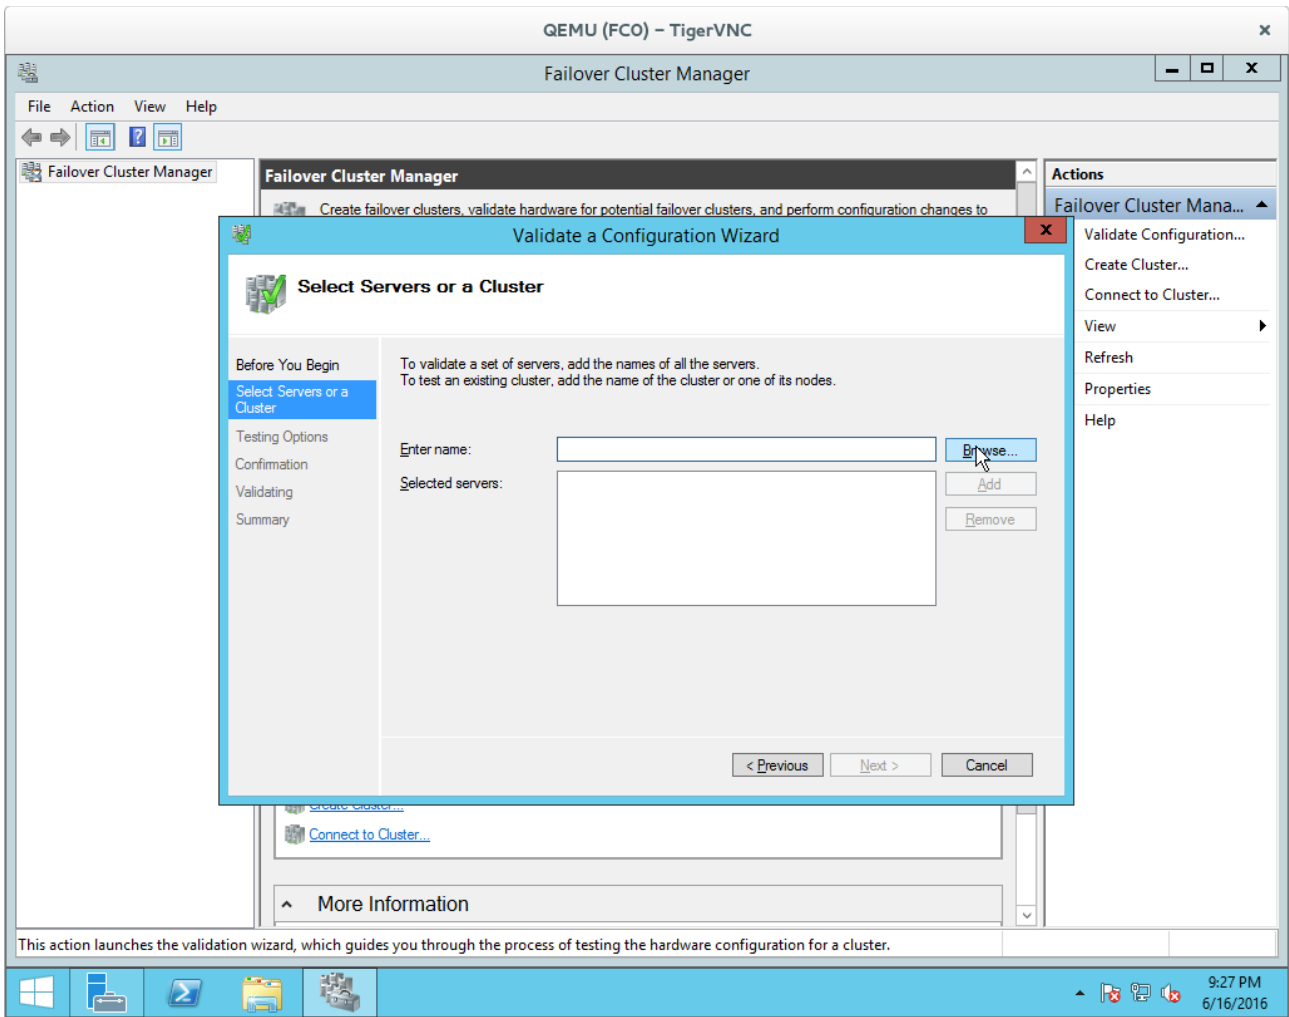 QEMU (FC0) - TigerVNC
Failover Cluster Manager
File Action View Help
Failover Cluster Manager
Failover Cluster Manager
Create failover clusters, validate hardware for potential failover clusters, and perform configuration changes to
Actions
Failover Cluster Mana...
Validate Configuration...
Create Cluster...
Connect to Cluster...
View
Refresh
Properties
Help
Validate a Configuration Wizard
Select Servers or a Cluster
Before You Begin
Select Servers or a
Cluster
Testing Options
Confirmation
Validating
Summary
To validate a set of servers, add the names of all the servers.
To test an existing cluster, add the name of the cluster or one of its nodes.
Enter name:
Browse...
Selected servers:
Add
Remove
< Previous
Next >
Cancel
Create Cluster...
Connect to Cluster...
More Information
This action launches the validation wizard, which guides you through the process of testing the hardware configuration for a cluster.
9:27 PM
6/16/2016